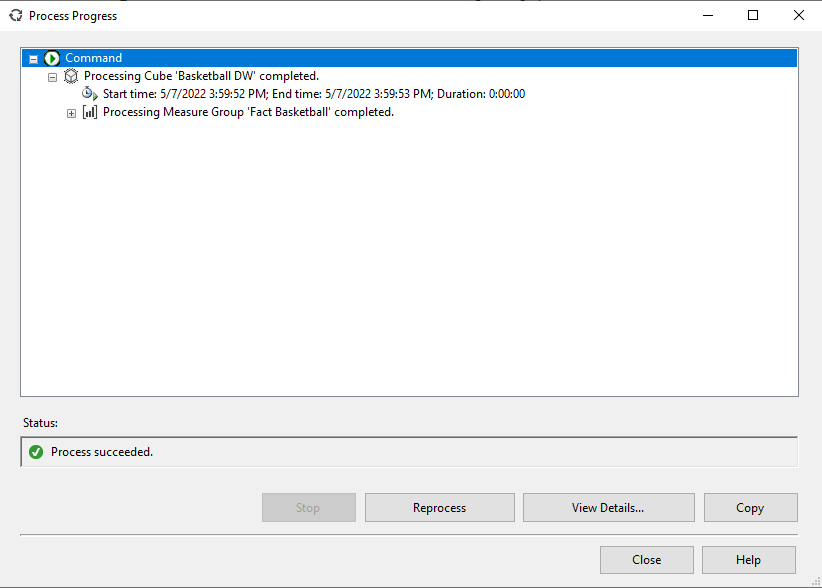 Process Progress
Command
Processing Cube 'Basketball DW' completed.
Start time: 5/7/2022 3:59:52 PM; End time: 5/7/2022 3:59:53 PM; Duration: 0:00:00
Processing Measure Group 'Fact Basketball' completed.
Status:
Process succeeded.
Stop
Reprocess
View Details...
Copy
Close
Help